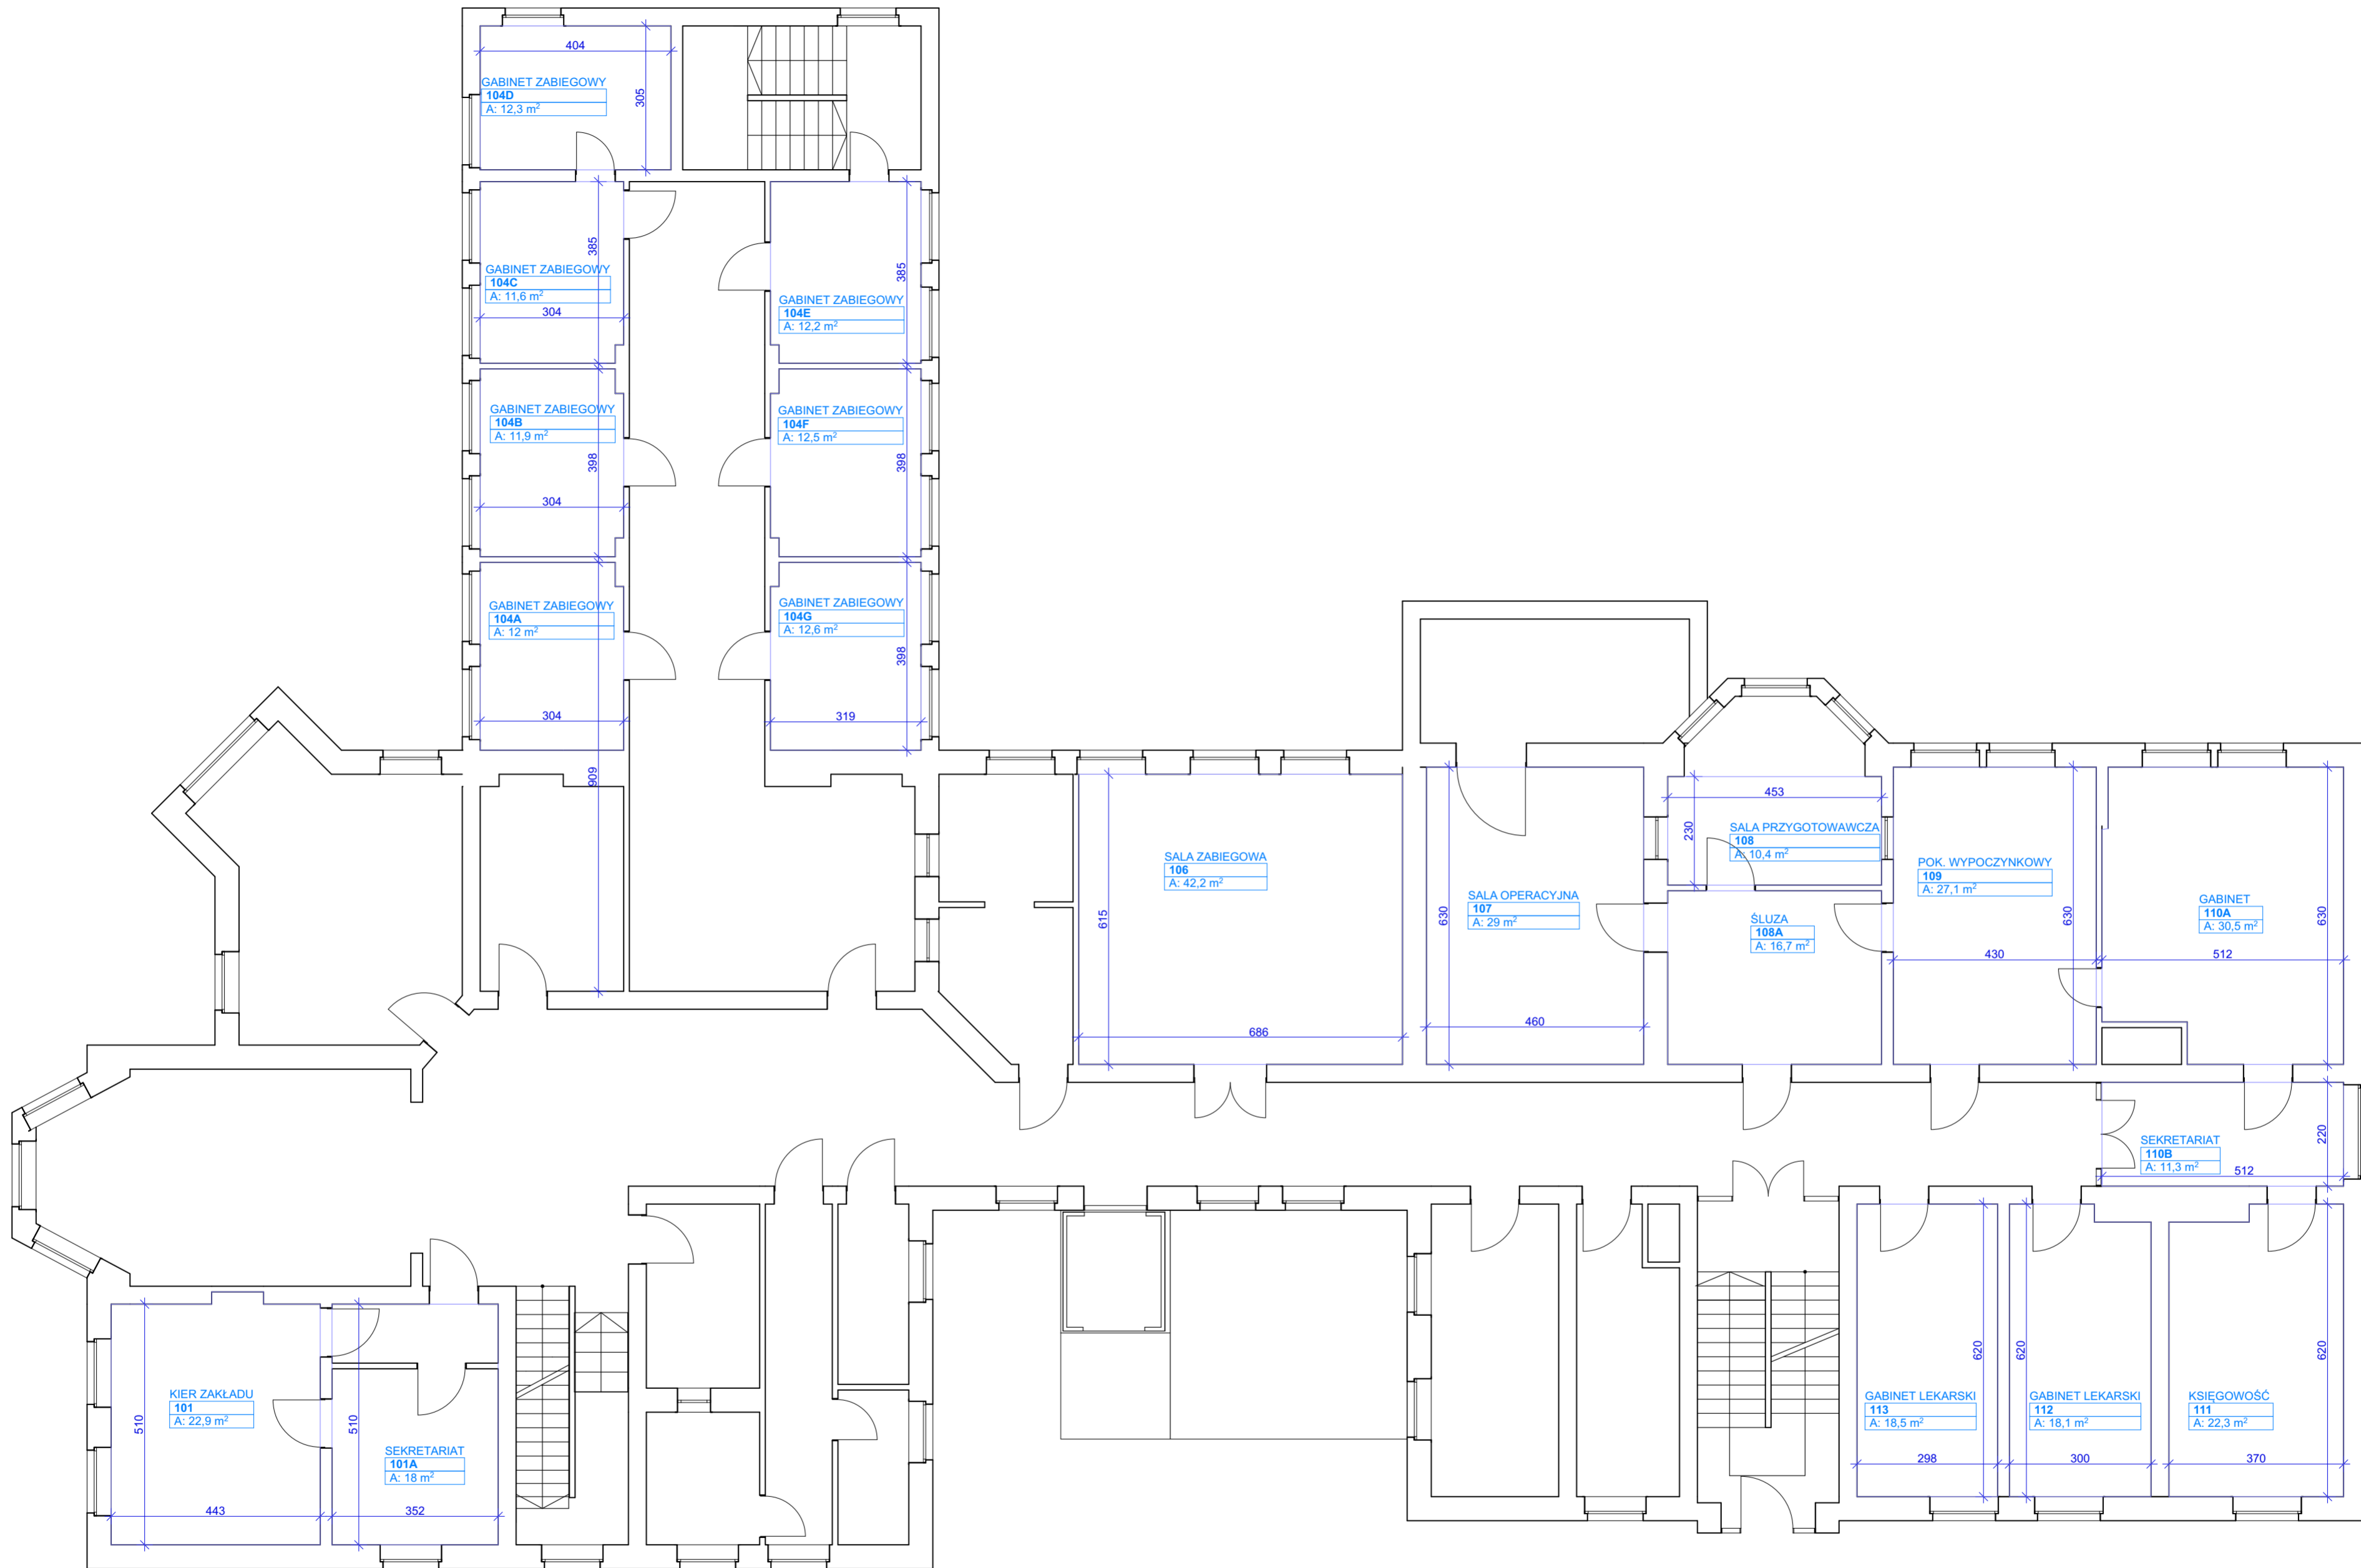 404
305
GABINET ZABIEGOWY
104D
A: 12,3 m²
385
GABINET ZABIEGOWY
104C
A: 11,6 m²
304
385
GABINET ZABIEGOWY
104E
A: 12,2 m²
GABINET ZABIEGOWY
104B
A: 11,9 m²
398
304
GABINET ZABIEGOWY
104F
A: 12,5 m²
398
GABINET ZABIEGOWY
104A
A: 12 m²
304
909
GABINET ZABIEGOWY
104G
A: 12,6 m²
398
319
SALA ZABIEGOWA
106
A: 42,2 m²
615
686
SALA OPERACYJNA
107
A: 29 m²
630
460
453
230
SALA PRZYGOTOWAWCZA
108
A: 10,4 m²
ŚLUZA
108A
A: 16,7 m²
POK. WYPOCZYNKOWY
109
A: 27,1 m²
630
430
GABINET
110A
A: 30,5 m²
630
512
SEKRETARIAT
110B
A: 11,3 m²
220
512
KIER ZAKŁADU
101
A: 22,9 m²
510
443
510
SEKRETARIAT
101A
A: 18 m²
352
620
GABINET LEKARSKI
113
A: 18,5 m²
298
620
GABINET LEKARSKI
112
A: 18,1 m²
300
620
KSIĘGOWOŚĆ
111
A: 22,3 m²
370